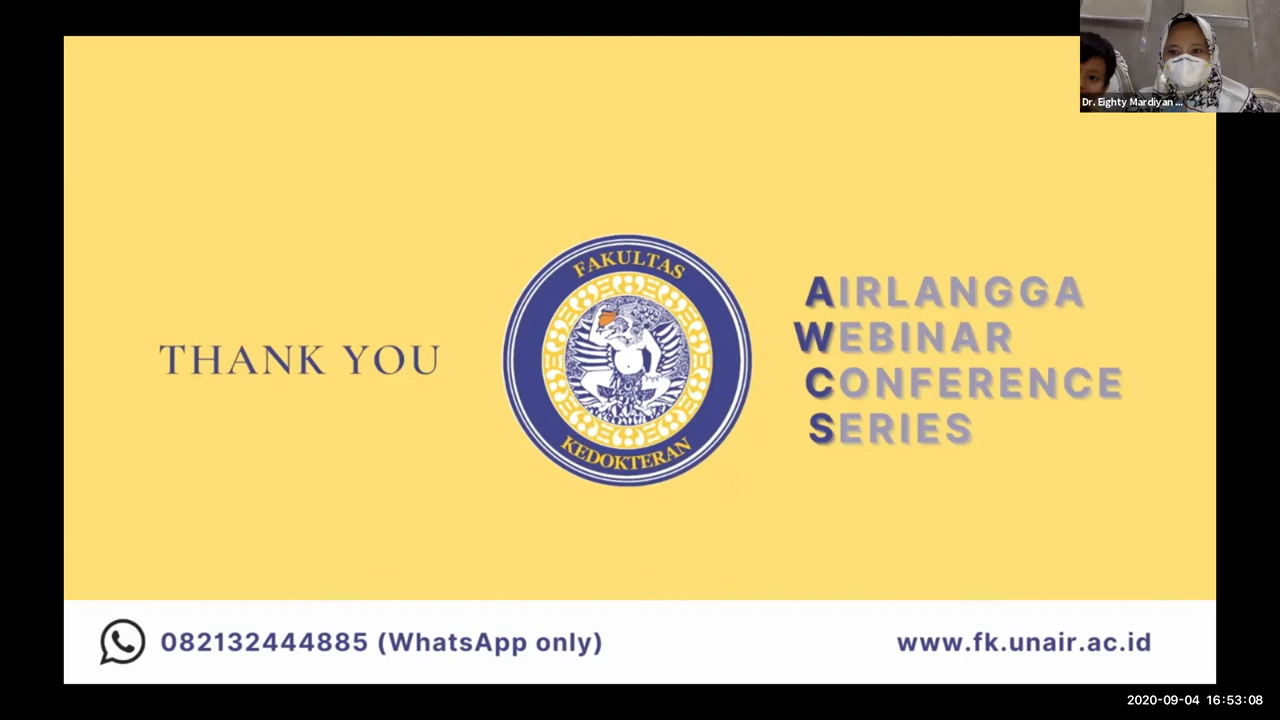 Dr. Eighty Mardiyan ...
THANK YOU
FAKULTAS
KEDOKTERAN
AIRLANGGA
WEBINAR
CONFERENCE
SERIES
082132444885 (WhatsApp only)
www.fk.unair.ac.id
2020-09-04 16:53:08